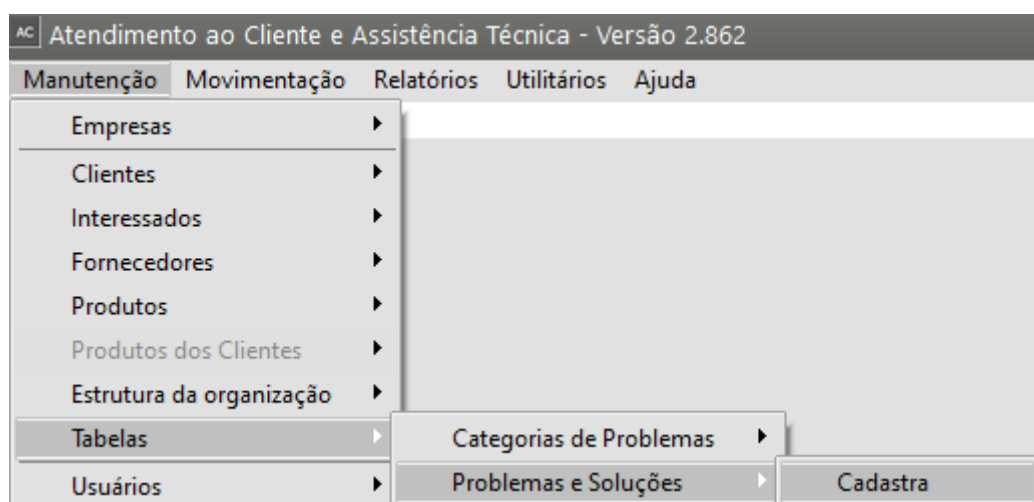 AC Atendimento ao Cliente e Assistência Técnica - Versão 2.862
Manutenção Movimentação Relatórios Utilitários Ajuda
Empresas
Clientes
Interessados
Fornecedores
Produtos
Produtos dos Clientes
Estrutura da organização
Tabelas Categorias de Problemas
Usuários Problemas e Soluções Cadastra